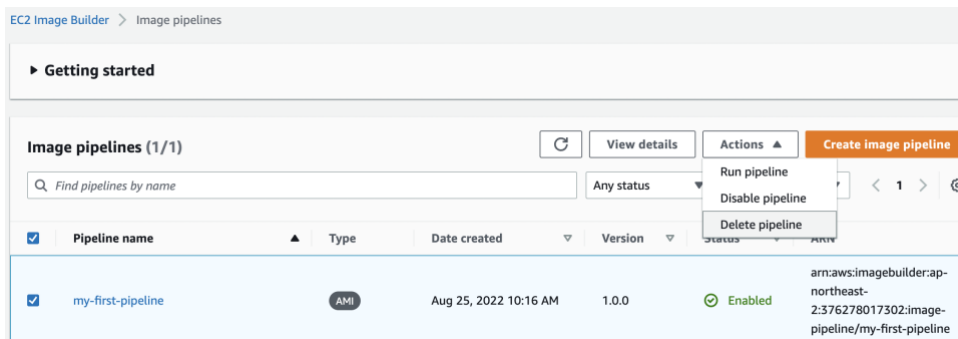 EC2 Image Builder > Image pipelines
Getting started
Image pipelines (1/1)
View details
Actions
Create image pipeline
Find pipelines by name
Any status
1
Run pipeline
Disable pipeline
Delete pipeline
Pipeline name
Type
Date created
Version
Status
ARN
my-first-pipeline
AMI
Aug 25, 2022 10:16 AM
1.0.0
Enabled
arn:aws:imagebuilder:ap-
northeast-
2:376278017302:image-
pipeline/my-first-pipeline